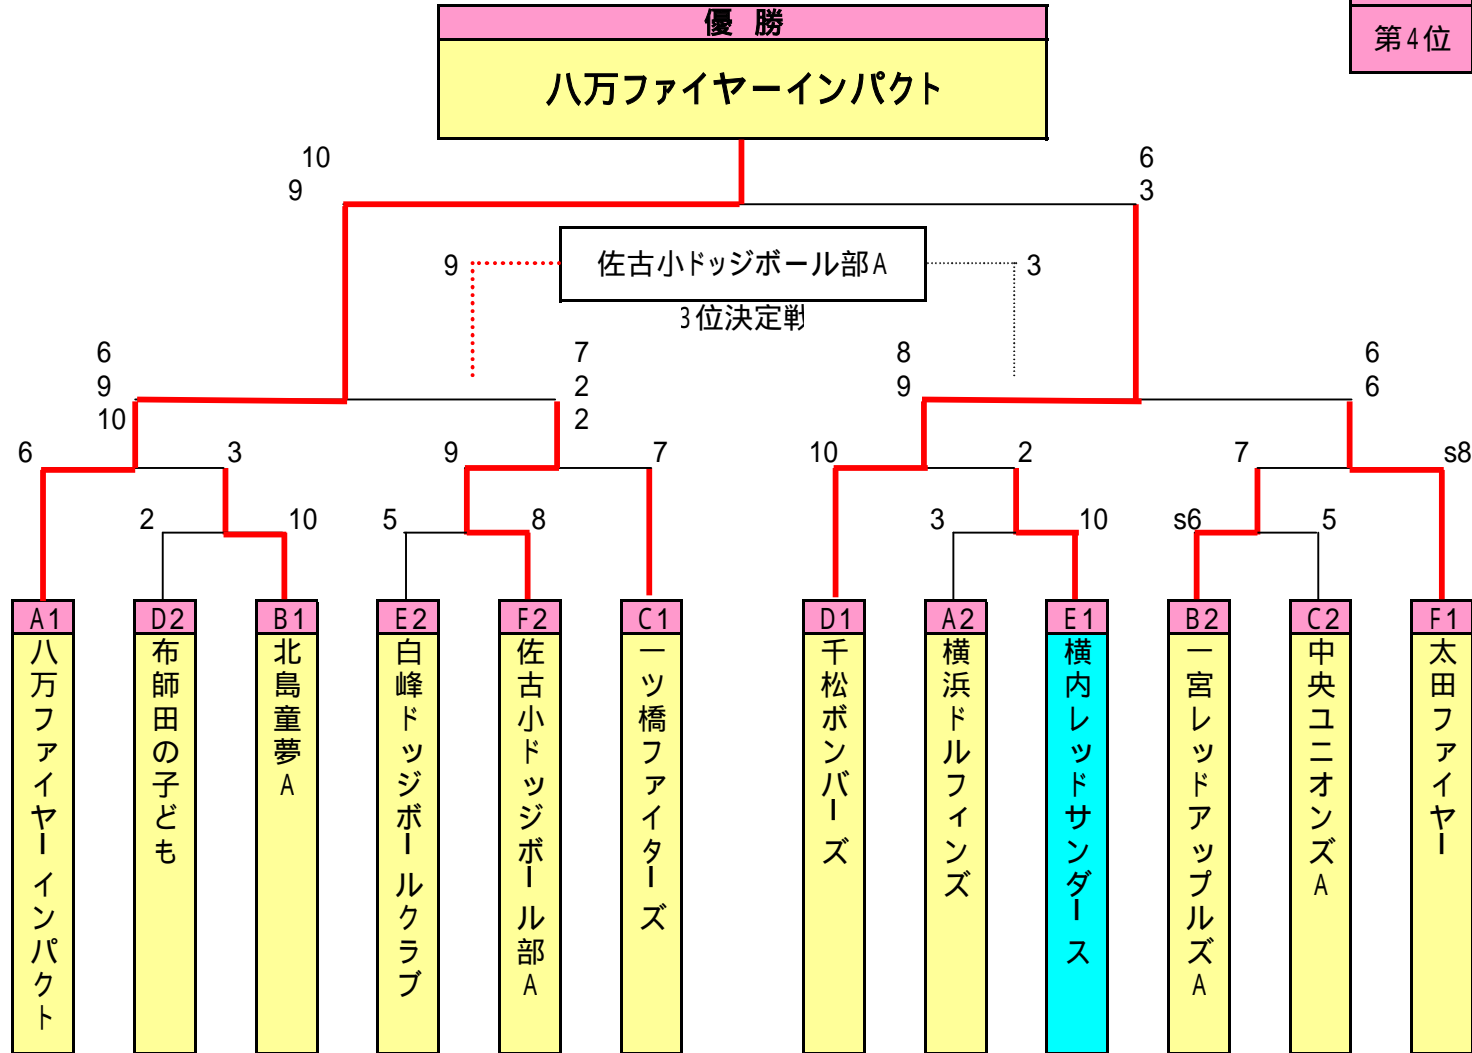 優 勝
第4位
八万ファイヤーインパクト
10
6
9
3
9
佐古小ドッジボール部A
3
3位決定戦
6
7
8
6
9
2
9
6
10
2
6
3
9
7
10
2
7
s8
2
10
5
8
3
10
s6
5
A1
D2
B1
E2
F2
C1
D1
A2
E1
B2
C2
F1
八万ファイヤーインパクト
布師田の子ども
北島童夢A
白峰ドッジボールクラブ
佐古小ドッジボール部A
一ツ橋ファイターズ
千松ボンバーズ
横浜ドルフィンズ
横内レッドサンダース
一宮レッドアップルズA
中央ユニオンズA
太田ファイヤー